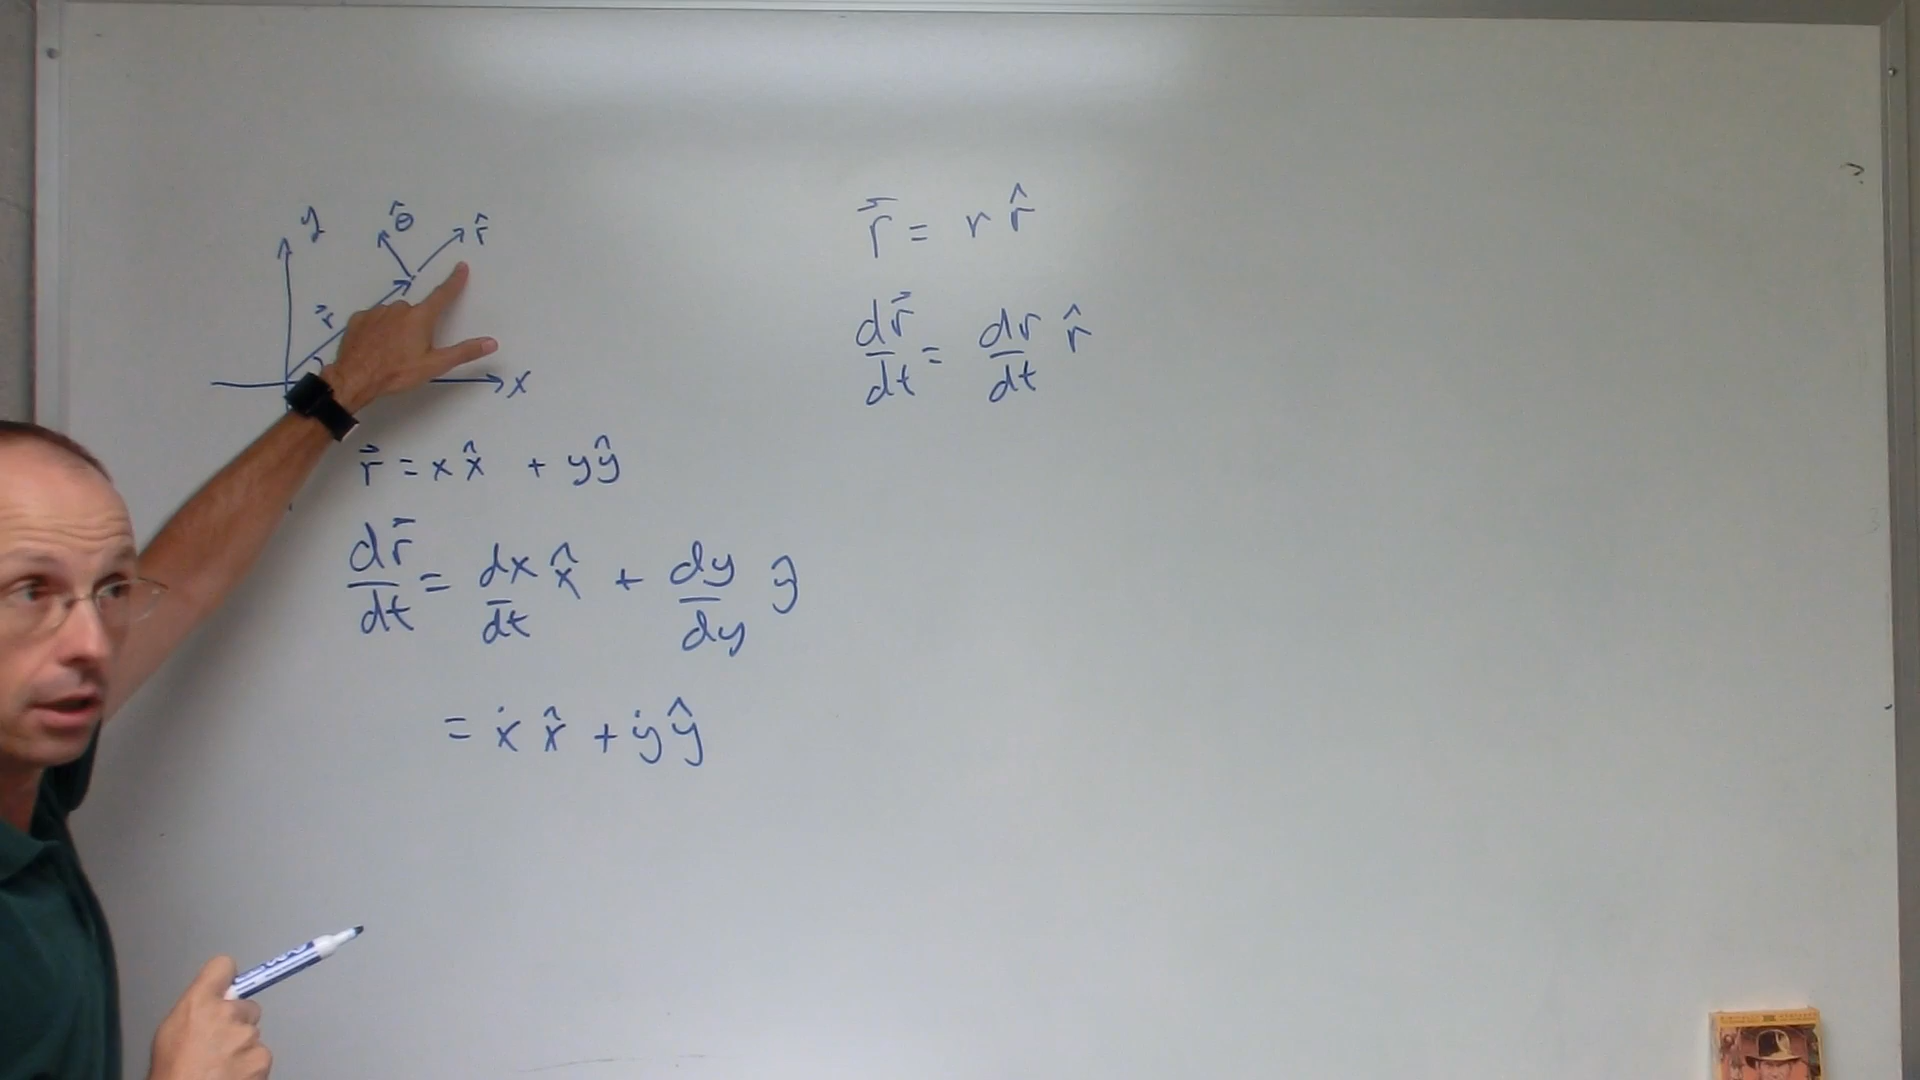 y
θ̂
r̂
r⃗
x
r⃗ = x x̂ + y ŷ
dr⃗/dt = dx/dt x̂ + dy/dy ŷ
= ẋ x̂ + ẏ ŷ
r⃗ = r r̂
dr⃗/dt = dr/dt r̂